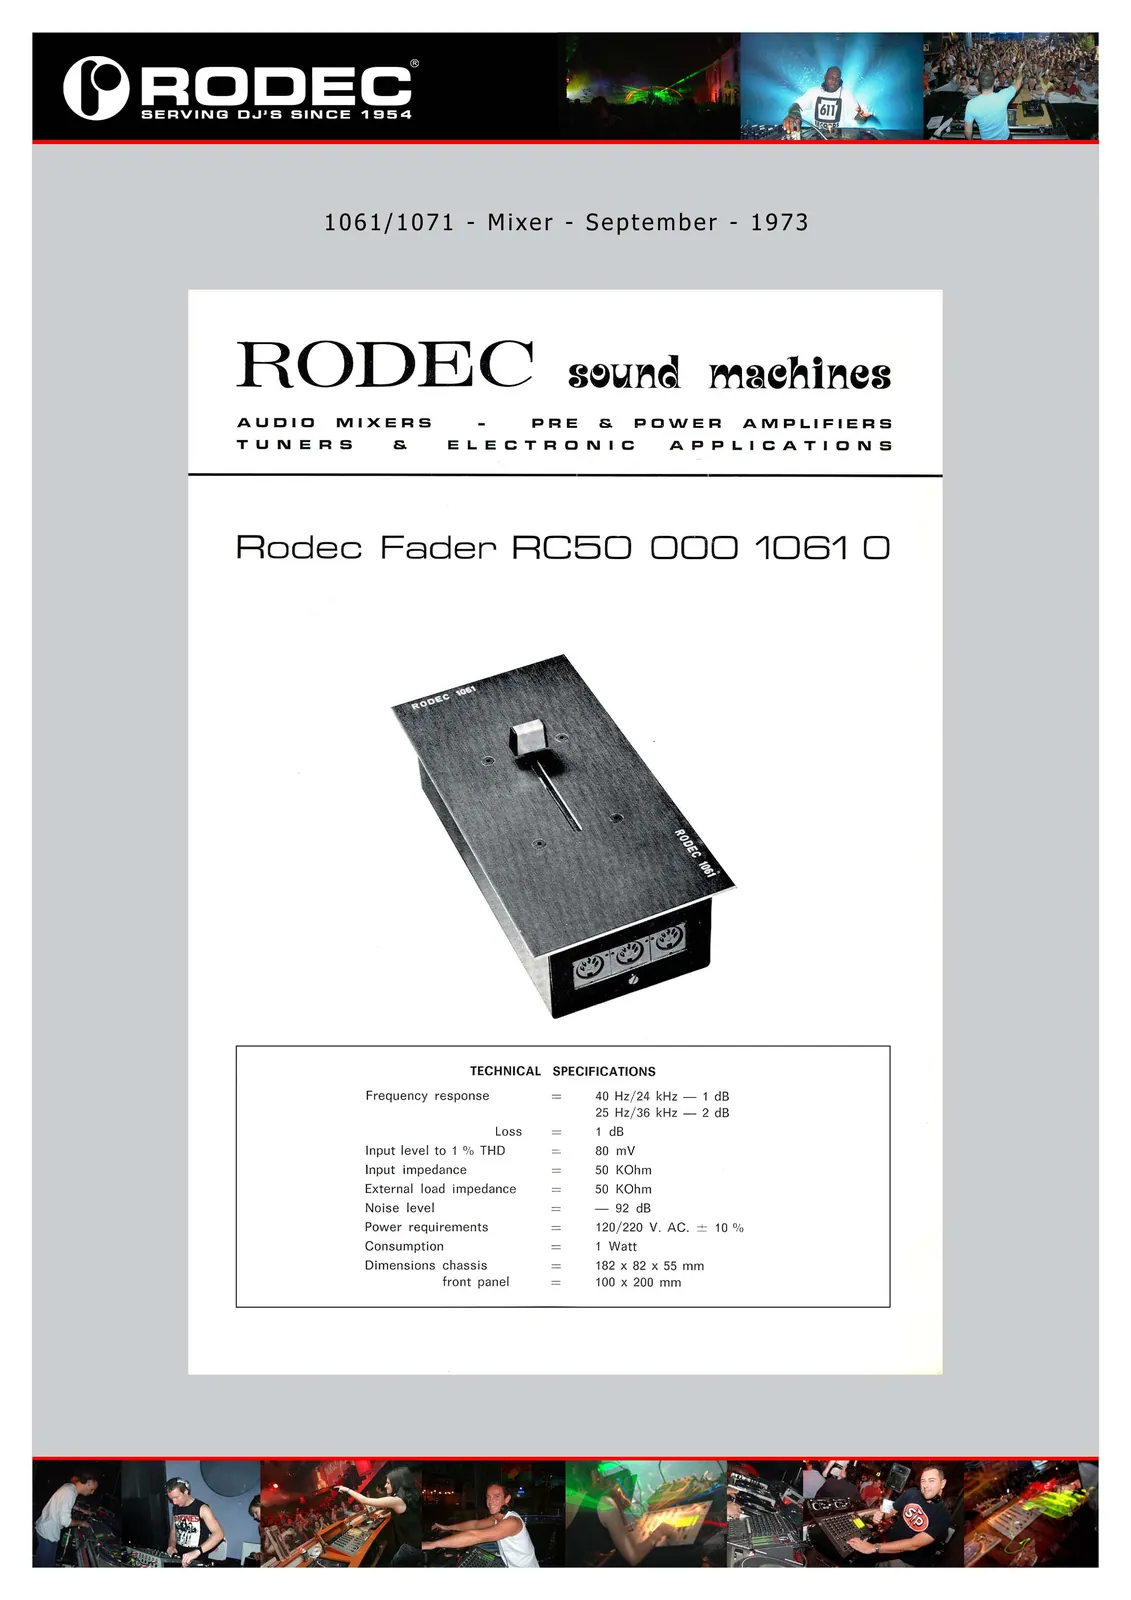 RODEC®
SERVING DJ'S SINCE 1954
611
RECORDS
1061/1071 - Mixer - September - 1973
RODEC sound machines
AUDIO MIXERS - PRE & POWER AMPLIFIERS
TUNERS & ELECTRONIC APPLICATIONS
Rodec Fader RC50 000 1061 0
RODEC 1061
RODEC 1061
TECHNICAL SPECIFICATIONS
Frequency response = 40 Hz/24 kHz — 1 dB
25 Hz/36 kHz — 2 dB
Loss = 1 dB
Input level to 1 % THD = 80 mV
Input impedance = 50 KOhm
External load impedance = 50 KOhm
Noise level = — 92 dB
Power requirements = 120/220 V. AC. ± 10 %
Consumption = 1 Watt
Dimensions chassis = 182 x 82 x 55 mm
front panel = 100 x 200 mm